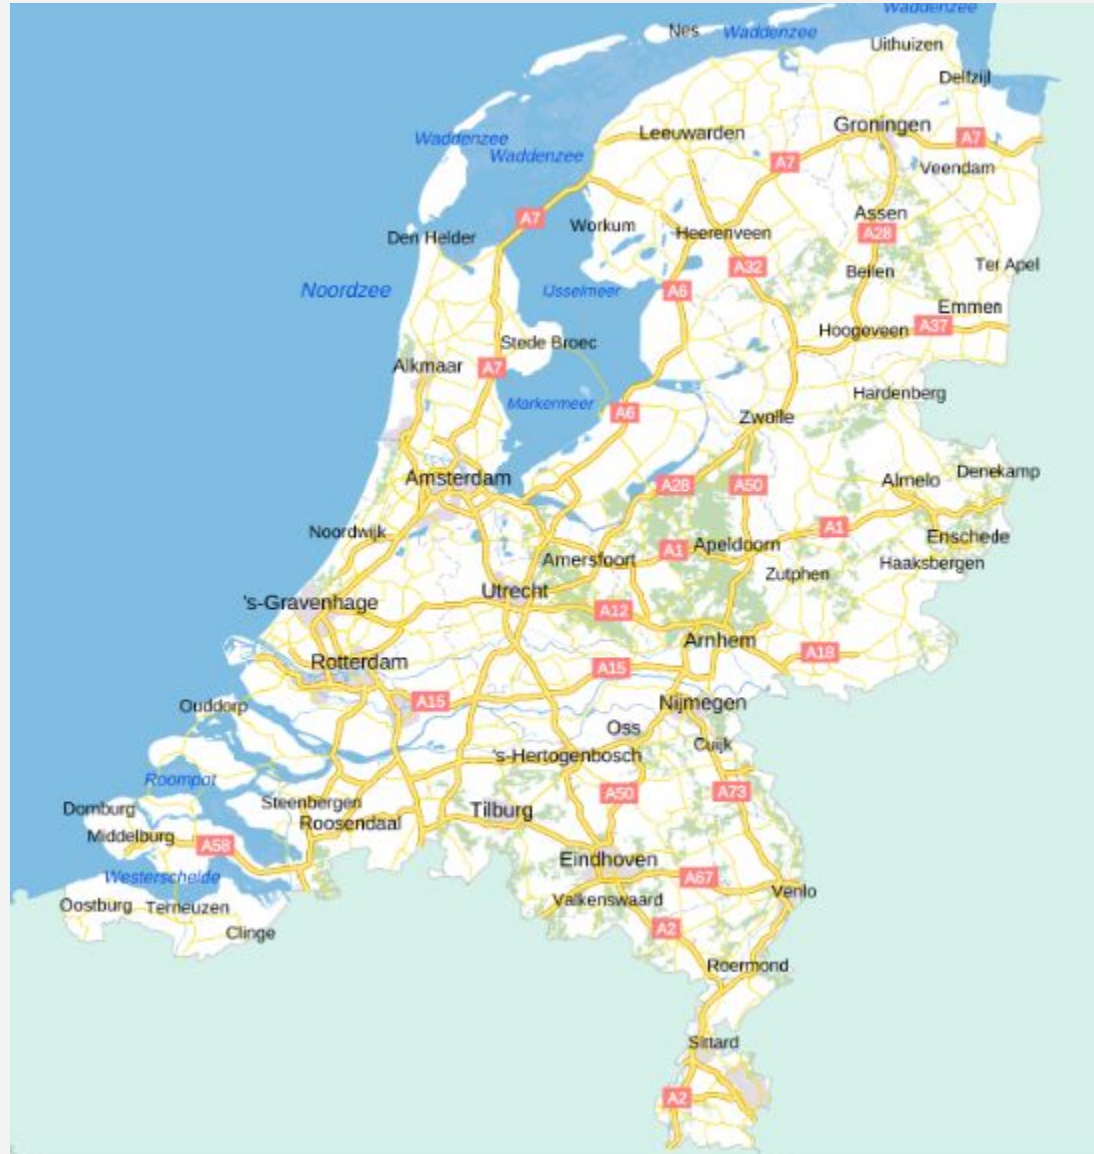 Waddenzee
Nes
Waddenzee
Uithuizen
Delfzijl
Waddenzee
Leeuwarden
Groningen
A7
Waddenzee
A7
Veendam
A7
Workum
Assen
Den Helder
Heerenveen
A28
Ter Apel
A32
Beilen
Noordzee
IJsselmeer
A6
Emmen
Hoogeveen
A37
Stede Broec
Alkmaar
A7
Hardenberg
Markermeer
A6
Zwolle
Amsterdam
A28
A50
Almelo
Denekamp
Noordwijk
A1
Enschede
Amersfoort
A1
Apeldoorn
Haaksbergen
Zutphen
Utrecht
's-Gravenhage
A12
Arnhem
A18
Rotterdam
A15
A15
Nijmegen
Ouddorp
Oss
Cuijk
's-Hertogenbosch
Roompot
A50
A73
Domburg
Steenbergen
Tilburg
Roosendaal
Middelburg
A58
Eindhoven
Westerschelde
A67
Venlo
Oostburg
Terneuzen
Valkenswaard
Clinge
A2
Roermond
Sittard
A2